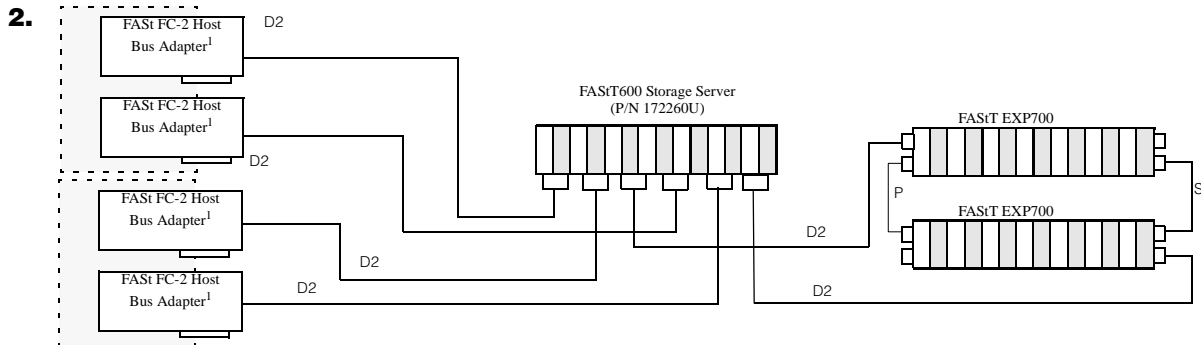 2.
FASt FC-2 Host
Bus Adapter1
D2
FASt FC-2 Host
Bus Adapter1
D2
FASt FC-2 Host
Bus Adapter1
D2
FASt FC-2 Host
Bus Adapter1
D2
FAStT600 Storage Server
(P/N 172260U)
D2
D2
FAStT EXP700
P
S
FAStT EXP700